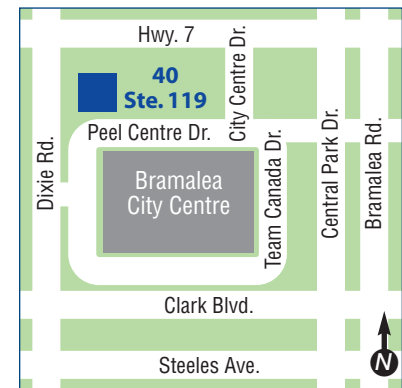 Hwy. 7
City Centre Dr.
40
Ste. 119
Peel Centre Dr.
Dixie Rd.
Bramalea
City Centre
Team Canada Dr.
Central Park Dr.
Bramalea Rd.
Clark Blvd.
Steeles Ave.
N